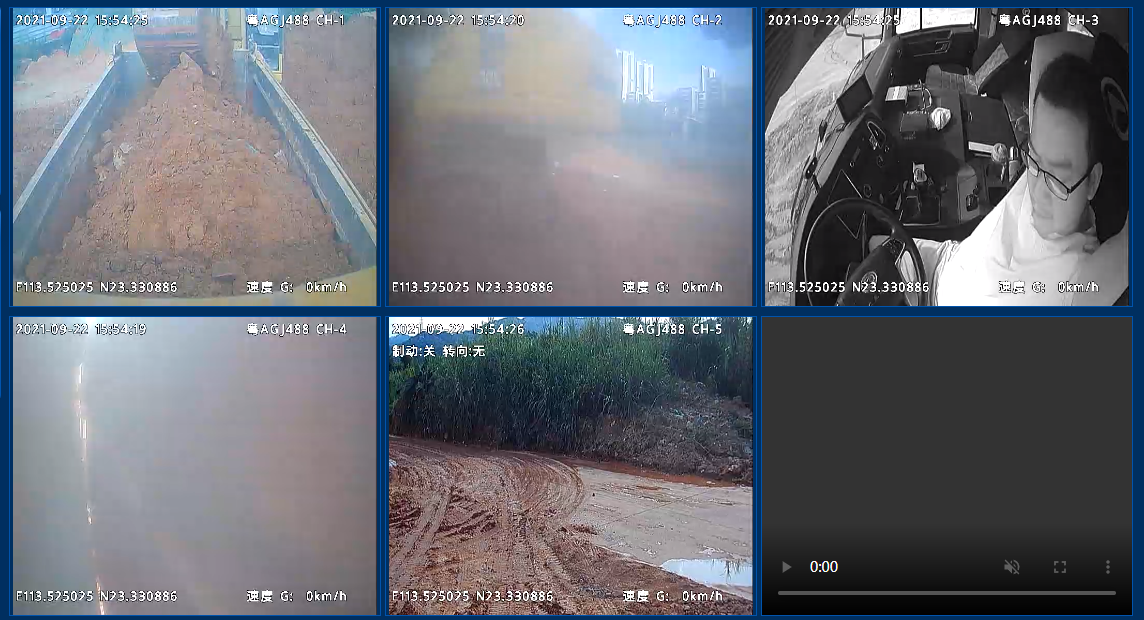 2021-09-22 15:54:25 粤AGJ488 CH-1
E113.525025 N23.330886 速度 G: 0km/h
2021-09-22 15:54:20 粤AGJ488 CH-2
E113.525025 N23.330886 速度 G: 0km/h
2021-09-22 15:54:25 粤AGJ488 CH-3
E113.525025 N23.330886 速度 G: 0km/h
2021-09-22 15:54:19 粤AGJ488 CH-4
E113.525025 N23.330886 速度 G: 0km/h
2021-09-22 15:54:26 粤AGJ488 CH-5
制动:关 转向:无
E113.525025 N23.330886 速度 G: 0km/h
0:00